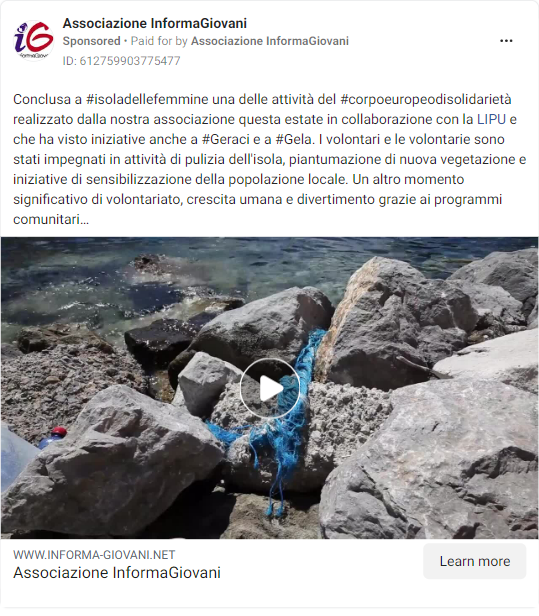 iG
Associazione InformaGiovani
Sponsored • Paid for by Associazione InformaGiovani
ID: 612759903775477
Conclusa a #isoladellefemmine una delle attività del #corpoeuropeodisolidarietà
realizzato dalla nostra associazione questa estate in collaborazione con la LIPU e
che ha visto iniziative anche a #Geraci e a #Gela. I volontari e le volontarie sono
stati impegnati in attività di pulizia dell'isola, piantumazione di nuova vegetazione e
iniziative di sensibilizzazione della popolazione locale. Un altro momento
significativo di volontariato, crescita umana e divertimento grazie ai programmi
comunitari...
WWW.INFORMA-GIOVANI.NET
Associazione InformaGiovani
Learn more